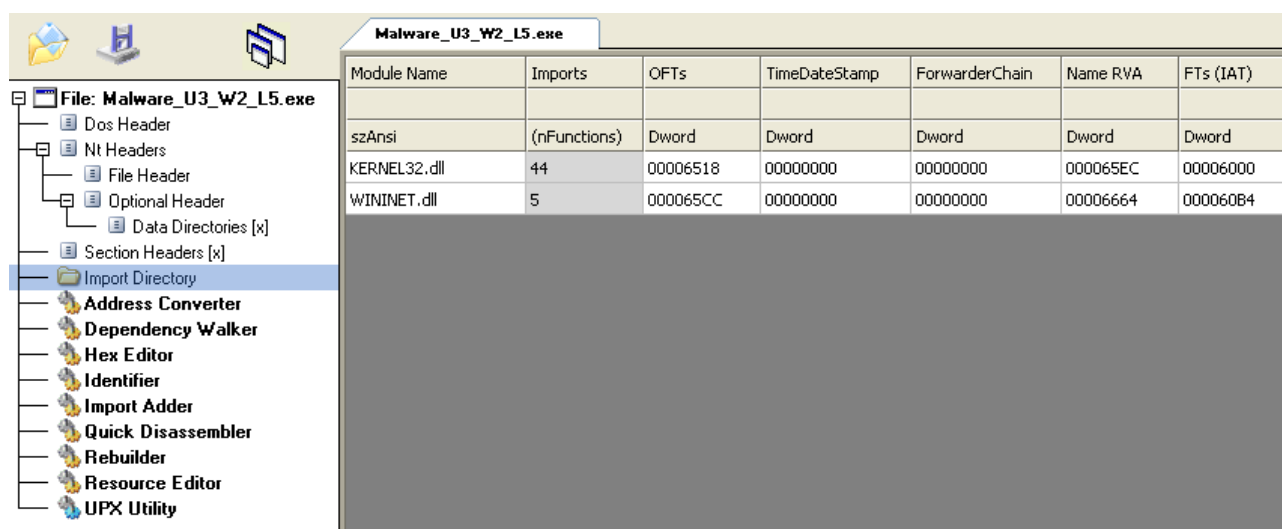 Malware_U3_W2_L5.exe
File: Malware_U3_W2_L5.exe
Dos Header
Nt Headers
File Header
Optional Header
Data Directories [x]
Section Headers [x]
Import Directory
Address Converter
Dependency Walker
Hex Editor
Identifier
Import Adder
Quick Disassembler
Rebuilder
Resource Editor
UPX Utility
Module Name Imports OFTs TimeDateStamp ForwarderChain Name RVA FTs (IAT)
szAnsi (nFunctions) Dword Dword Dword Dword Dword
KERNEL32.dll 44 00006518 00000000 00000000 000065EC 00006000
WININET.dll 5 000065CC 00000000 00000000 00006664 000060B4